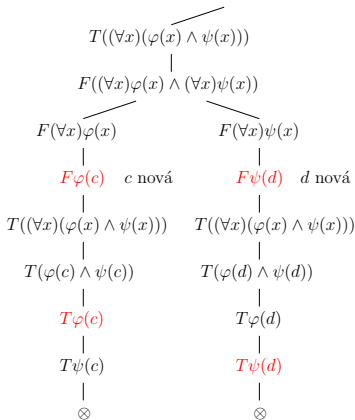 T((∀x)(φ(x) ∧ ψ(x)))
F((∀x)φ(x) ∧ (∀x)ψ(x))
F(∀x)φ(x) F(∀x)ψ(x)
Fφ(c) c nová Fψ(d) d nová
T((∀x)(φ(x) ∧ ψ(x))) T((∀x)(φ(x) ∧ ψ(x)))
T(φ(c) ∧ ψ(c)) T(φ(d) ∧ ψ(d))
Tφ(c) Tφ(d)
Tψ(c) Tψ(d)
⊗ ⊗